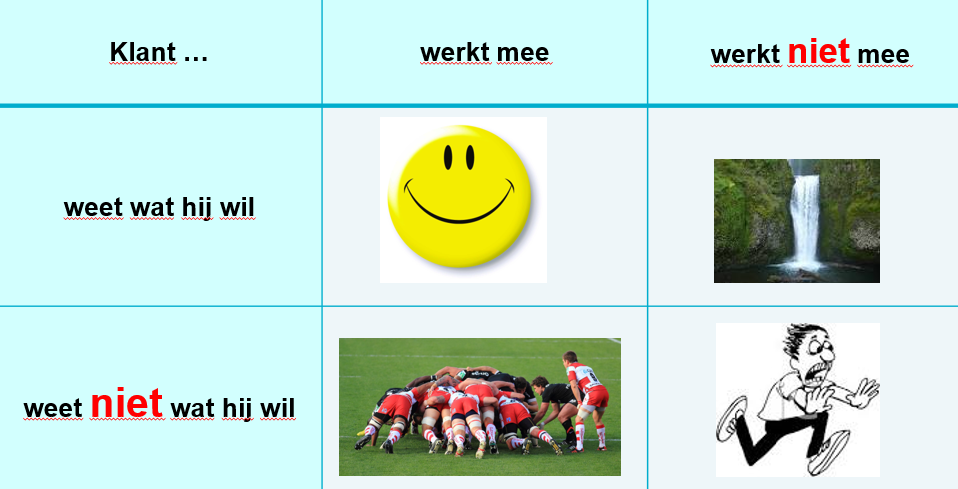 Klant …
werkt mee
werkt niet mee
weet wat hij wil
weet niet wat hij wil